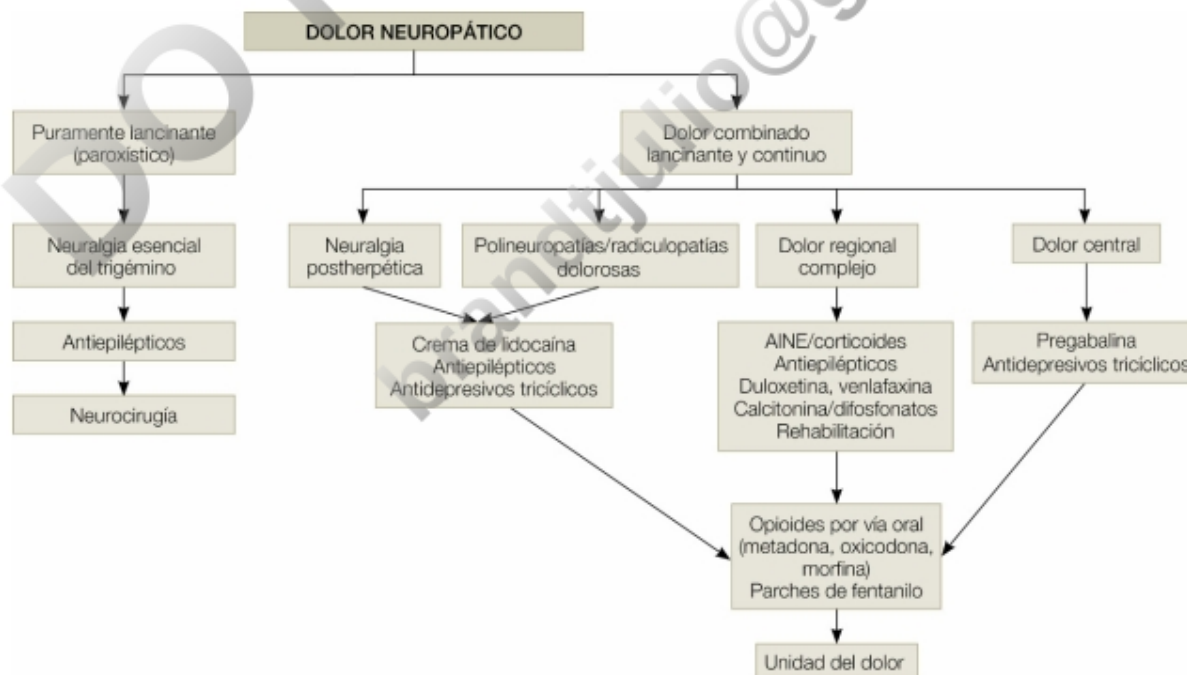 DOLOR NEUROPÁTICO
Puramente lancinante
(paroxístico)
Dolor combinado
lancinante y continuo
Neuralgia esencial
del trigémino
Neuralgia
postherpética
Polineuropatías/radiculopatías
dolorosas
Dolor regional
complejo
Dolor central
Antiepilépticos
Crema de lidocaína
Antiepilépticos
Antidepresivos tricíclicos
AINE/corticoides
Antiepilépticos
Duloxetina, venlafaxina
Calcitonina/difosfonatos
Rehabilitación
Pregabalina
Antidepresivos tricíclicos
Neurocirugía
Opioides por vía oral
(metadona, oxicodona,
morfina)
Parches de fentanilo
Unidad del dolor
brandtjulio@g